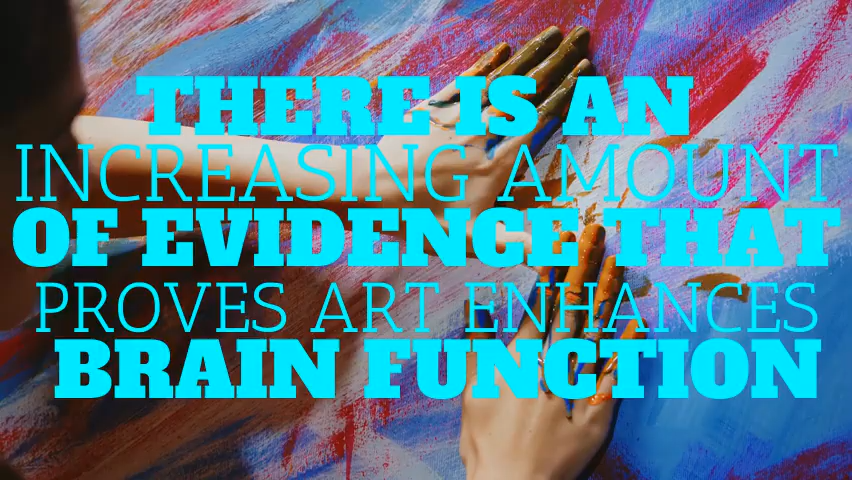 THERE IS AN
INCREASING AMOUNT
OF EVIDENCE THAT
PROVES ART ENHANCES
BRAIN FUNCTION